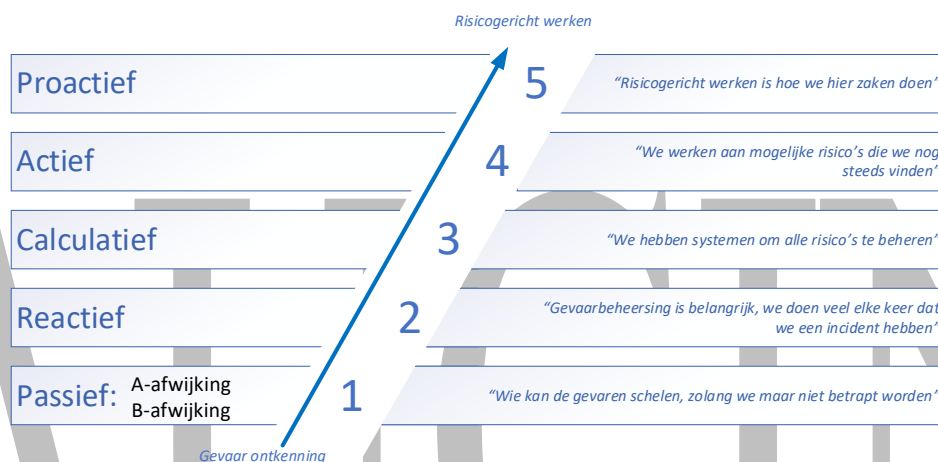 Risicogericht werken
Proactief
5
“Risicogericht werken is hoe we hier zaken doen”
Actief
4
“We werken aan mogelijke risico’s die we nog
steeds vinden”
Calculatief
3
“We hebben systemen om alle risico’s te beheren”
Reactief
2
“Gevaarbeheersing is belangrijk, we doen veel elke keer dat
we een incident hebben”
Passief:
A-afwijking
B-afwijking
1
“Wie kan de gevaren schelen, zolang we maar niet betrapt worden”
Gevaar ontkenning